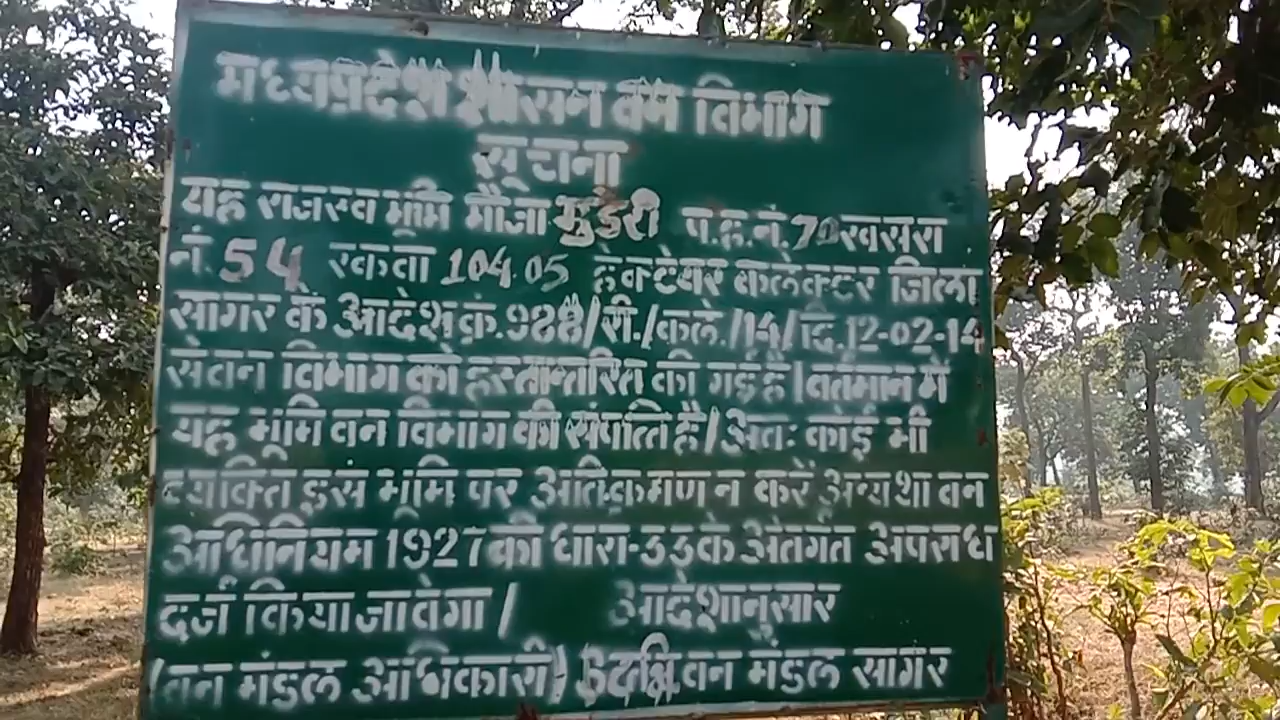 मध्यप्रदेश शासन वन विभाग
सूचना
यह राजस्व भूमि मौजा मुडेरी प.ह.नं.70 खसरा
नं. 54 रकवा 104.05 हेक्टेयर कलेक्टर जिला
सागर के आदेश क्रं.988/री./कले./14/दि.12-02-14
से वन विभाग को हस्तान्तरित की गई है | वर्तमान में
यह भूमि वन विभाग की संपत्ति है / अतः कोई भी
व्यक्ति इस भूमि पर अतिक्रमण न करें अन्यथा वन
अधिनियम 1927 की धारा-33 के अंतर्गत अपराध
दर्ज किया जावेगा / आदेशानुसार
(वन मंडल अधिकारी) दक्षिण वन मंडल सागर